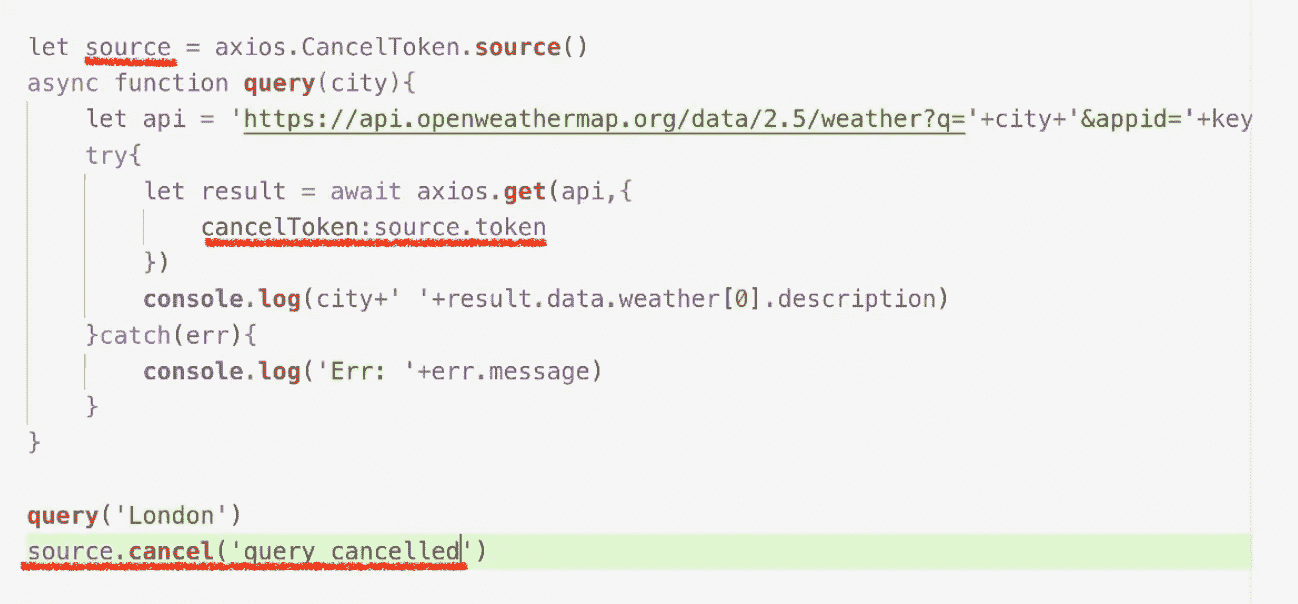 let source = axios.CancelToken.source()
async function query(city){
let api = 'https://api.openweathermap.org/data/2.5/weather?q='+city+'&appid='+key
try{
let result = await axios.get(api,{
cancelToken:source.token
})
console.log(city+' '+result.data.weather[0].description)
}catch(err){
console.log('Err: '+err.message)
}
}
query('London')
source.cancel('query cancelled')